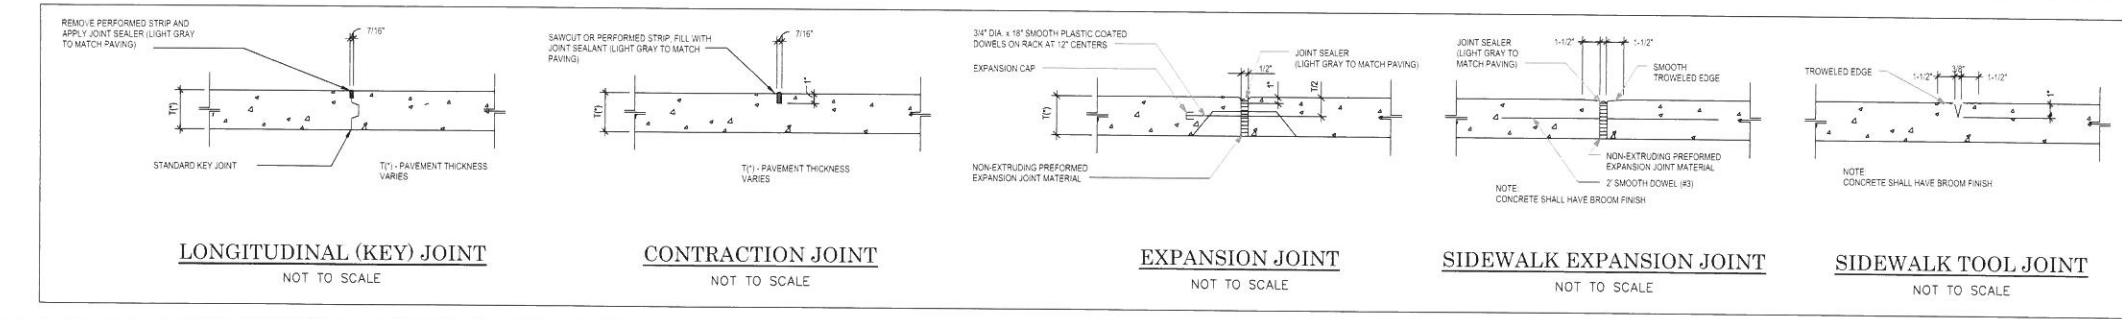 REMOVE PERFORMED STRIP AND
APPLY JOINT SEALER (LIGHT GRAY
TO MATCH PAVING)
7/16"
T(*)
STANDARD KEY JOINT
T(*) - PAVEMENT THICKNESS
VARIES
LONGITUDINAL (KEY) JOINT
NOT TO SCALE
SAWCUT OR PERFORMED STRIP, FILL WITH
JOINT SEALANT (LIGHT GRAY TO MATCH
PAVING)
7/16"
1"
T(*)
T(*) - PAVEMENT THICKNESS
VARIES
CONTRACTION JOINT
NOT TO SCALE
3/4" DIA. x 18" SMOOTH PLASTIC COATED
DOWELS ON RACK AT 12" CENTERS
EXPANSION CAP
JOINT SEALER
(LIGHT GRAY TO MATCH PAVING)
1/2"
1"
T/2
T(*)
NON-EXTRUDING PREFORMED
EXPANSION JOINT MATERIAL
EXPANSION JOINT
NOT TO SCALE
JOINT SEALER
(LIGHT GRAY TO
MATCH PAVING)
1-1/2"
1-1/2"
SMOOTH
TROWELED EDGE
NON-EXTRUDING PREFORMED
EXPANSION JOINT MATERIAL
2' SMOOTH DOWEL (#3)
NOTE:
CONCRETE SHALL HAVE BROOM FINISH
SIDEWALK EXPANSION JOINT
NOT TO SCALE
TROWELED EDGE
1-1/2"
3/8"
1-1/2"
1"
NOTE:
CONCRETE SHALL HAVE BROOM FINISH
SIDEWALK TOOL JOINT
NOT TO SCALE